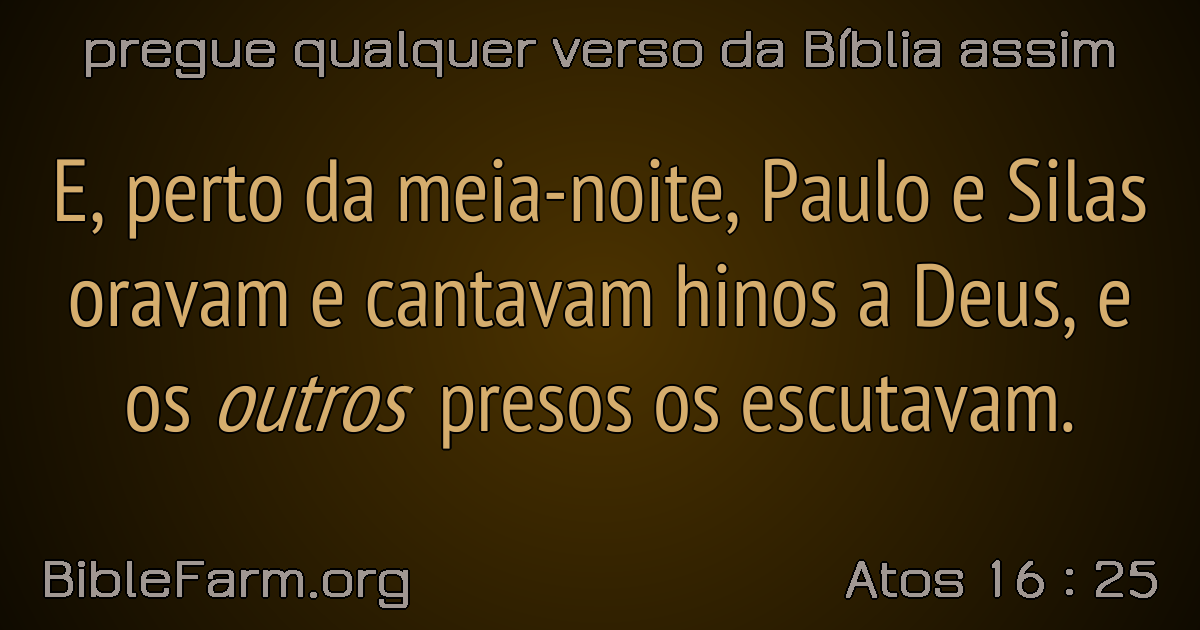 pregue qualquer verso da Bíblia assim
E, perto da meia-noite, Paulo e Silas
oravam e cantavam hinos a Deus, e
os outros presos os escutavam.
BibleFarm.org
Atos 16 : 25